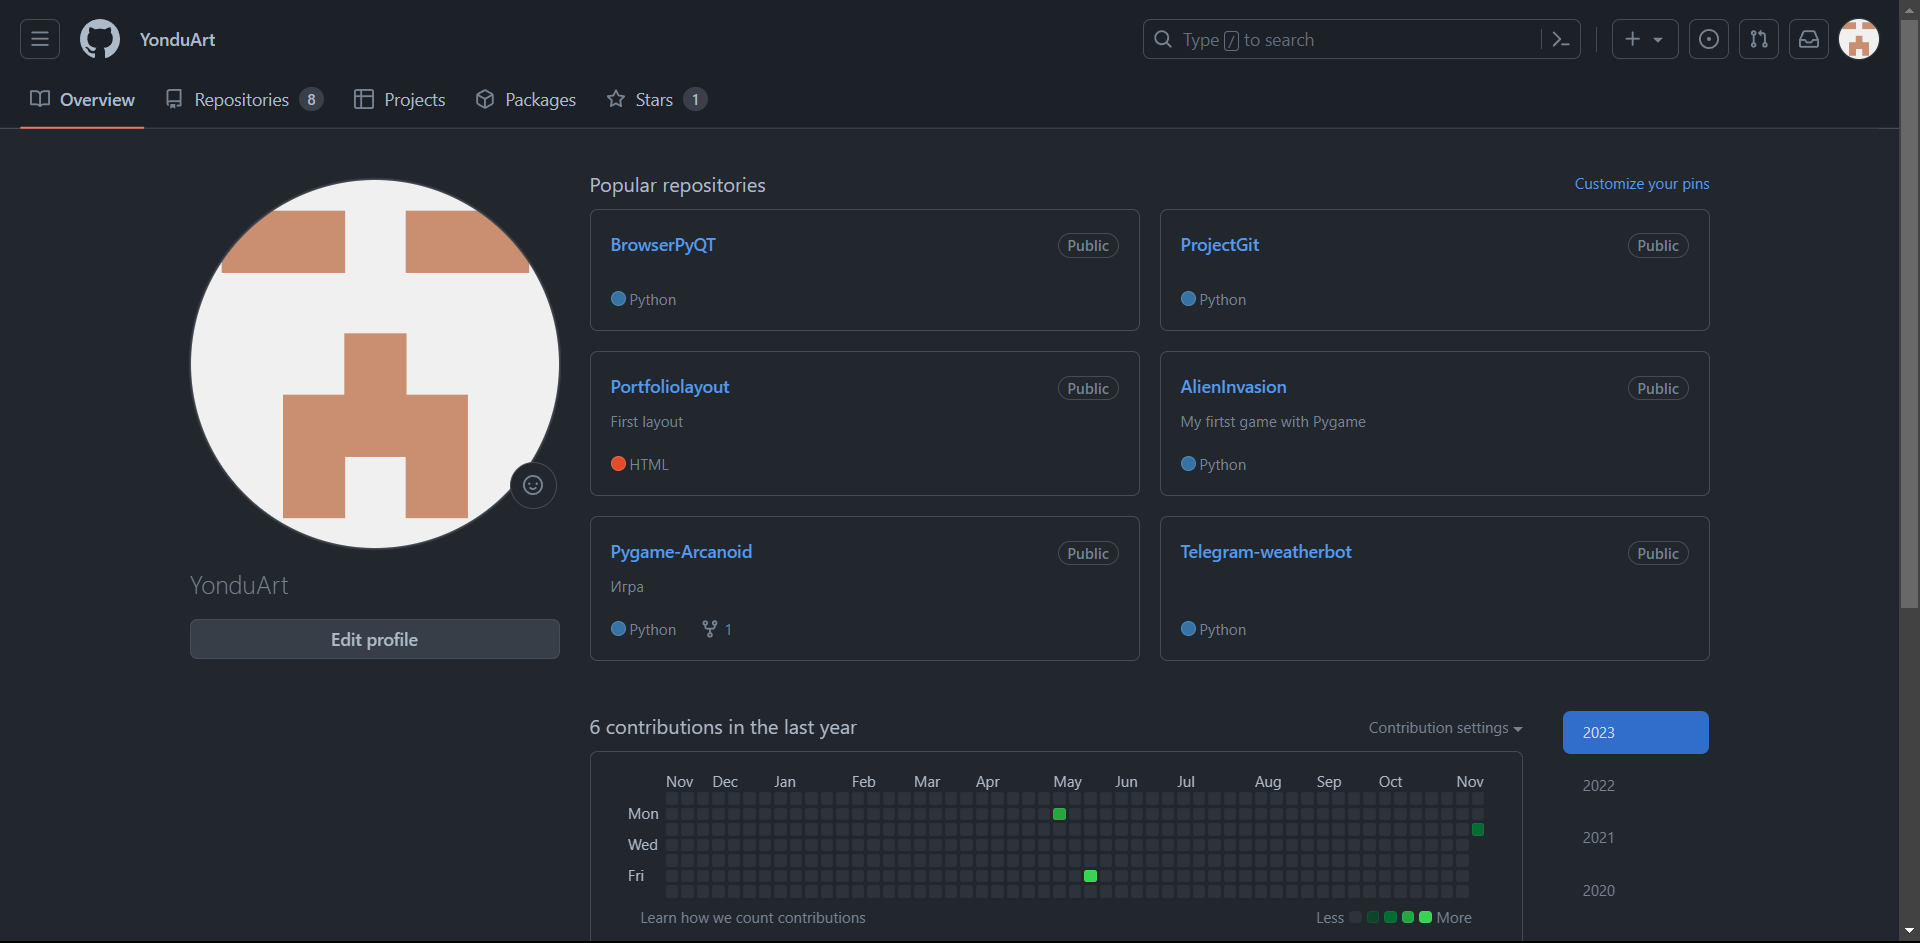 YonduArt
Type / to search
Overview Repositories 8 Projects Packages Stars 1
Popular repositories
Customize your pins
BrowserPyQT Public
Python
ProjectGit Public
Python
Portfoliolayout Public
First layout
HTML
AlienInvasion Public
My firtst game with Pygame
Python
Pygame-Arcanoid Public
Игра
Python 1
Telegram-weatherbot Public
Python
YonduArt
Edit profile
6 contributions in the last year
Contribution settings
Nov Dec Jan Feb Mar Apr May Jun Jul Aug Sep Oct Nov
Mon
Wed
Fri
Learn how we count contributions
Less More
2023
2022
2021
2020